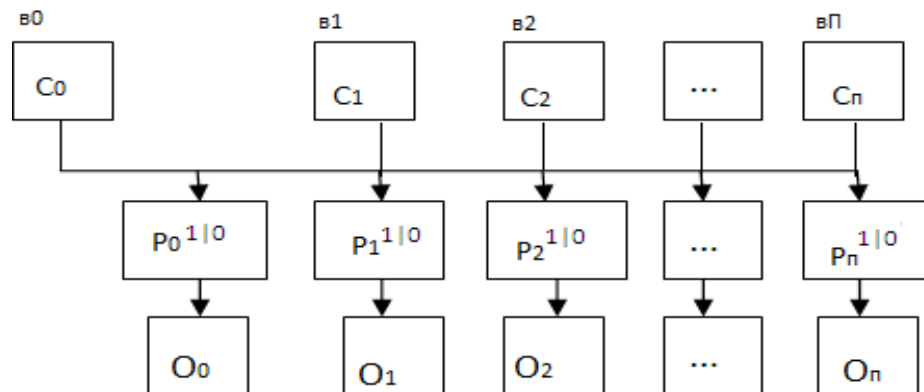 в0 в1 в2 вП
C0 C1 C2 ... Cп
P0 1|0 P1 1|0 P2 1|0 ... Pп 1|0
O0 O1 O2 ... Oп